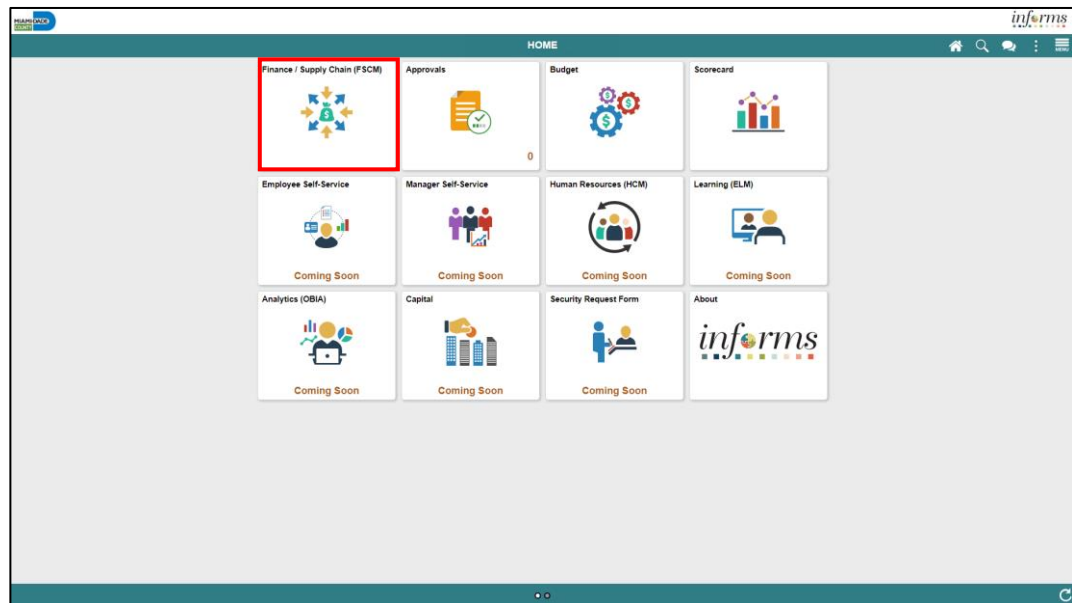 MIAMI-DADE
COUNTY
informs
HOME
MENU
Finance / Supply Chain (FSCM)
Approvals
Budget
Scorecard
0
Employee Self-Service
Manager Self-Service
Human Resources (HCM)
Learning (ELM)
Coming Soon
Coming Soon
Coming Soon
Coming Soon
Analytics (OBIA)
Capital
Security Request Form
About
informs
Coming Soon
Coming Soon
Coming Soon